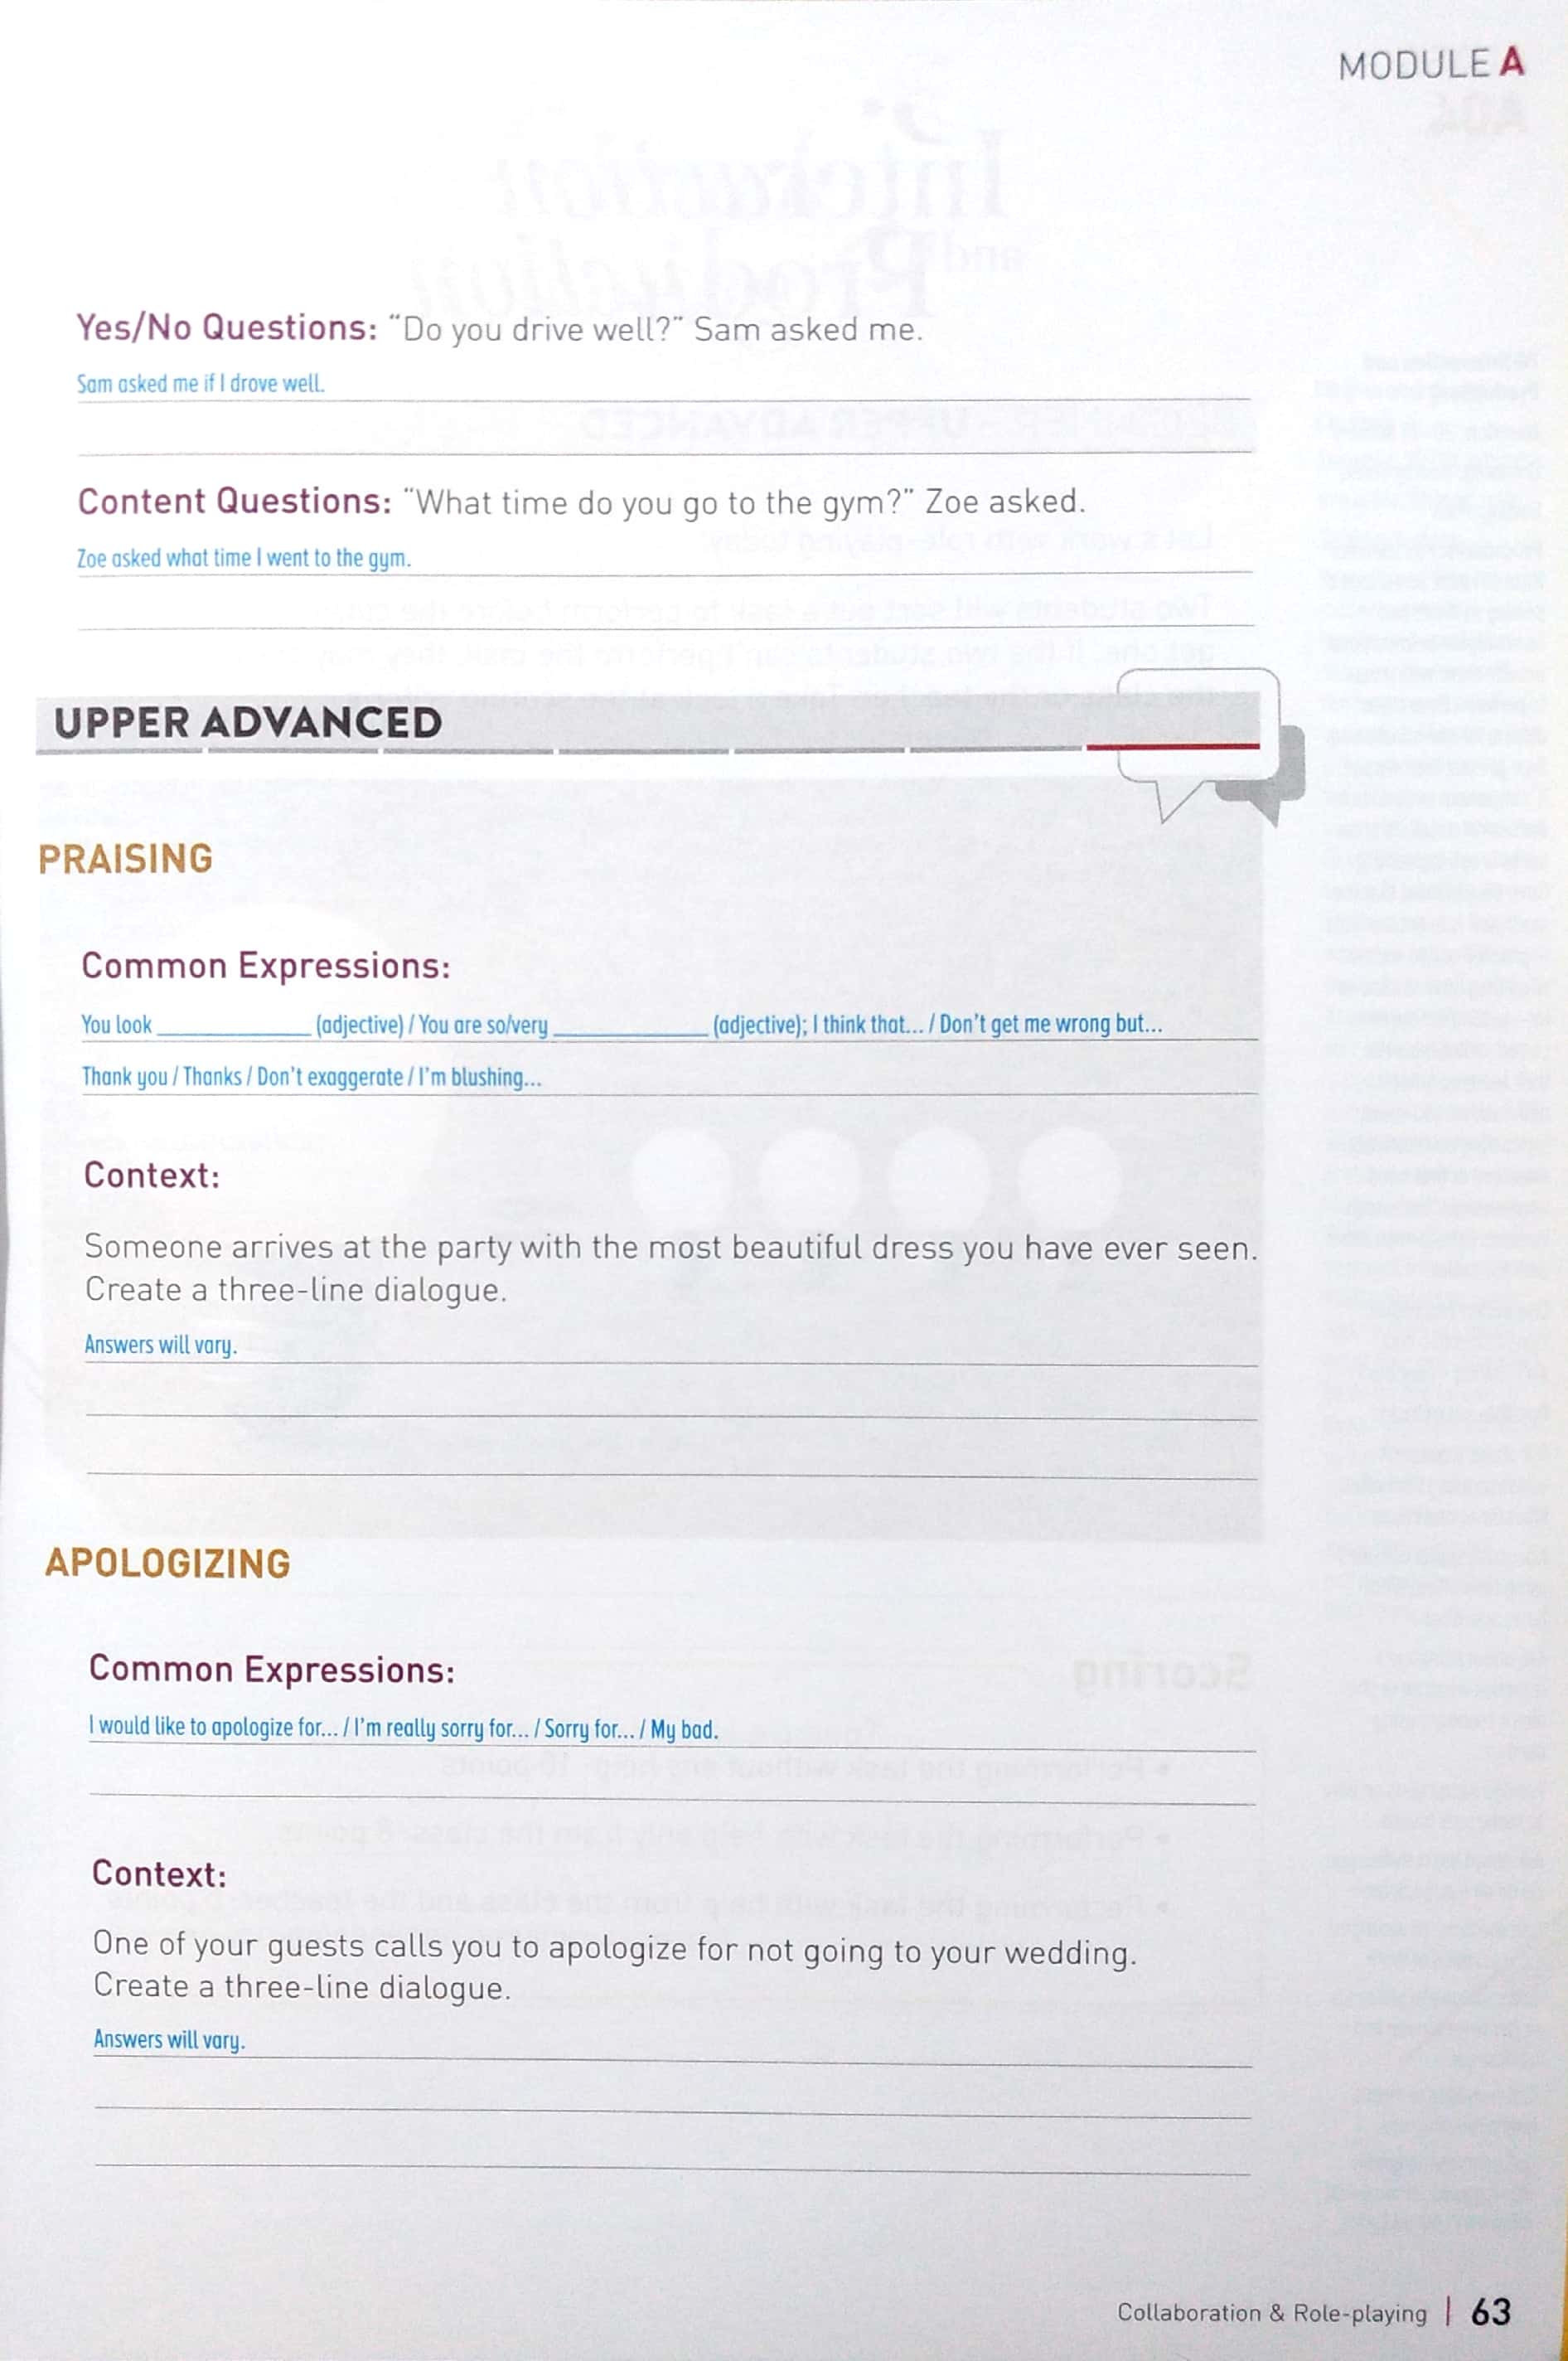 MODULE A
Yes/No Questions: “Do you drive well?” Sam asked me.
Sam asked me if I drove well.
Content Questions: “What time do you go to the gym?” Zoe asked.
Zoe asked what time I went to the gym.
UPPER ADVANCED
PRAISING
Common Expressions:
You look ____________ (adjective) / You are so/very ____________ (adjective); I think that... / Don't get me wrong but...
Thank you / Thanks / Don't exaggerate / I'm blushing...
Context:
Someone arrives at the party with the most beautiful dress you have ever seen.
Create a three-line dialogue.
Answers will vary.
APOLOGIZING
Common Expressions:
I would like to apologize for... / I'm really sorry for... / Sorry for... / My bad.
Context:
One of your guests calls you to apologize for not going to your wedding.
Create a three-line dialogue.
Answers will vary.
Collaboration & Role-playing | 63